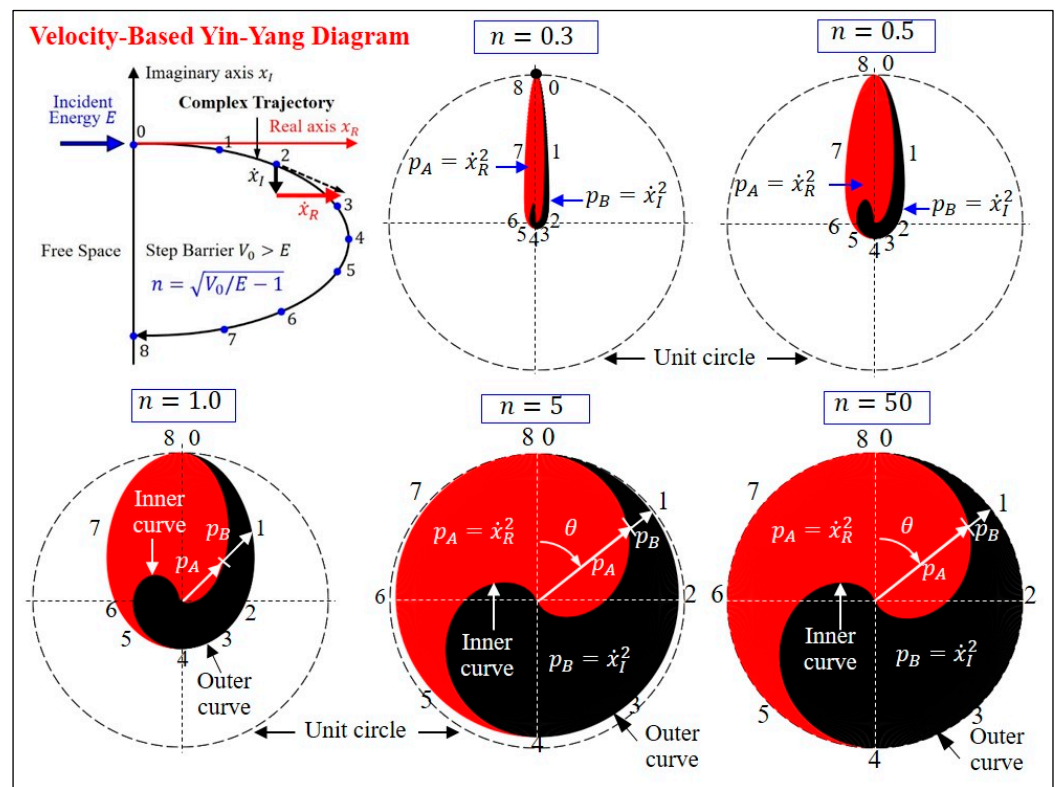 Velocity-Based Yin-Yang Diagram
Imaginary axis x_I
Incident
Energy E
Complex Trajectory
Real axis x_R
0
1
2
ẋ_I
ẋ_R
3
4
5
6
7
8
Free Space
Step Barrier V_0 > E
n = √(V_0/E − 1)
n = 0.3
8 0
7 1
p_A = ẋ_R^2
p_B = ẋ_I^2
6 2
5 4 3
n = 0.5
8 0
7 1
p_A = ẋ_R^2
p_B = ẋ_I^2
6 2
5 4 3
Unit circle
n = 1.0
8 0
Inner
curve
7 1
p_B
p_A
6 2
5 3
4
Outer
curve
Unit circle
n = 5
8 0
7 1
p_A = ẋ_R^2
θ
p_B
p_A
6 2
Inner
curve
p_B = ẋ_I^2
5 3
4
Outer
curve
n = 50
8 0
7 1
p_A = ẋ_R^2
θ
p_B
p_A
6 2
Inner
curve
p_B = ẋ_I^2
5 3
4
Outer
curve